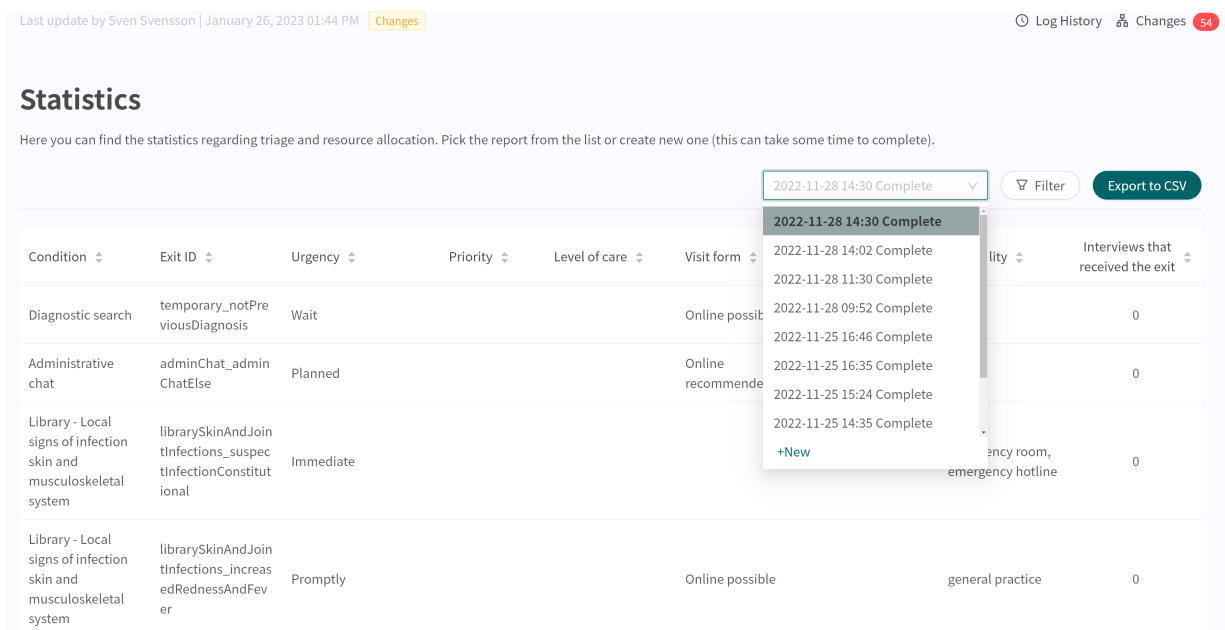 Last update by Sven Svensson | January 26, 2023 01:44 PM Changes
Log History Changes 54
Statistics
Here you can find the statistics regarding triage and resource allocation. Pick the report from the list or create new one (this can take some time to complete).
2022-11-28 14:30 Complete
Filter
Export to CSV
2022-11-28 14:30 Complete
2022-11-28 14:02 Complete
2022-11-28 11:30 Complete
2022-11-28 09:52 Complete
2022-11-25 16:46 Complete
2022-11-25 16:35 Complete
2022-11-25 15:24 Complete
2022-11-25 14:35 Complete
+New
Condition
Exit ID
Urgency
Priority
Level of care
Visit form
lity
Interviews that
received the exit
Diagnostic search
temporary_notPre
viousDiagnosis
Wait
Online possib
0
Administrative
chat
adminChat_admin
ChatElse
Planned
Online
recommende
0
Library - Local
signs of infection
skin and
musculoskeletal
system
librarySkinAndJoin
tInfections_suspec
tInfectionConstitut
ional
Immediate
ency room,
emergency hotline
0
Library - Local
signs of infection
skin and
musculoskeletal
system
librarySkinAndJoin
tInfections_increas
edRednessAndFev
er
Promptly
Online possible
general practice
0